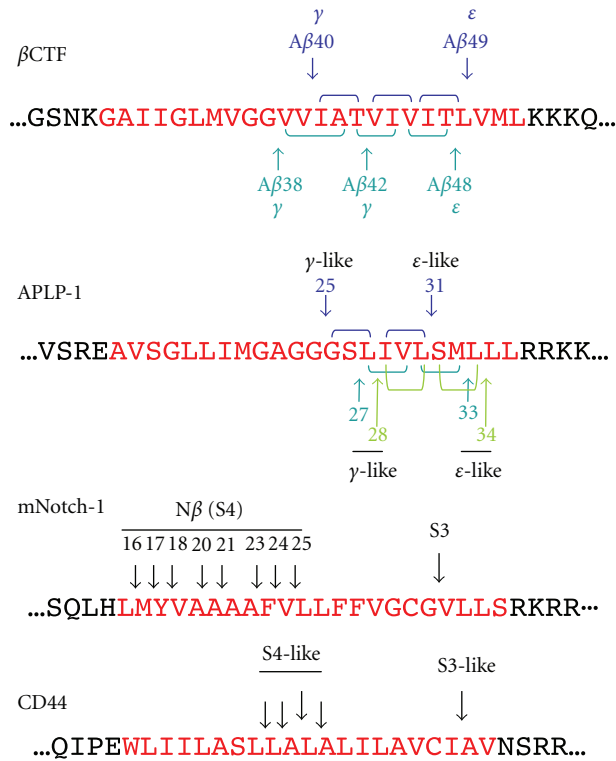 γ ε
Aβ40 Aβ49
βCTF
...GSNKGAIIGLMVGGVVIATVIVITLVMLKKKQ...
Aβ38 Aβ42 Aβ48
γ γ ε
γ-like ε-like
25 31
APLP-1
...VSREAVSGLLIMGAGGGSLIVLSMLLLRRKK...
27 33
28 34
γ-like ε-like
mNotch-1 Nβ (S4)
S3
16 17 18 20 21 23 24 25
...SQLHLMYVAAAAFVLLFFVGCGVLLSRKRR...
S4-like S3-like
CD44
...QIPEWLIILASLLALALILAVCIAVNSRR...